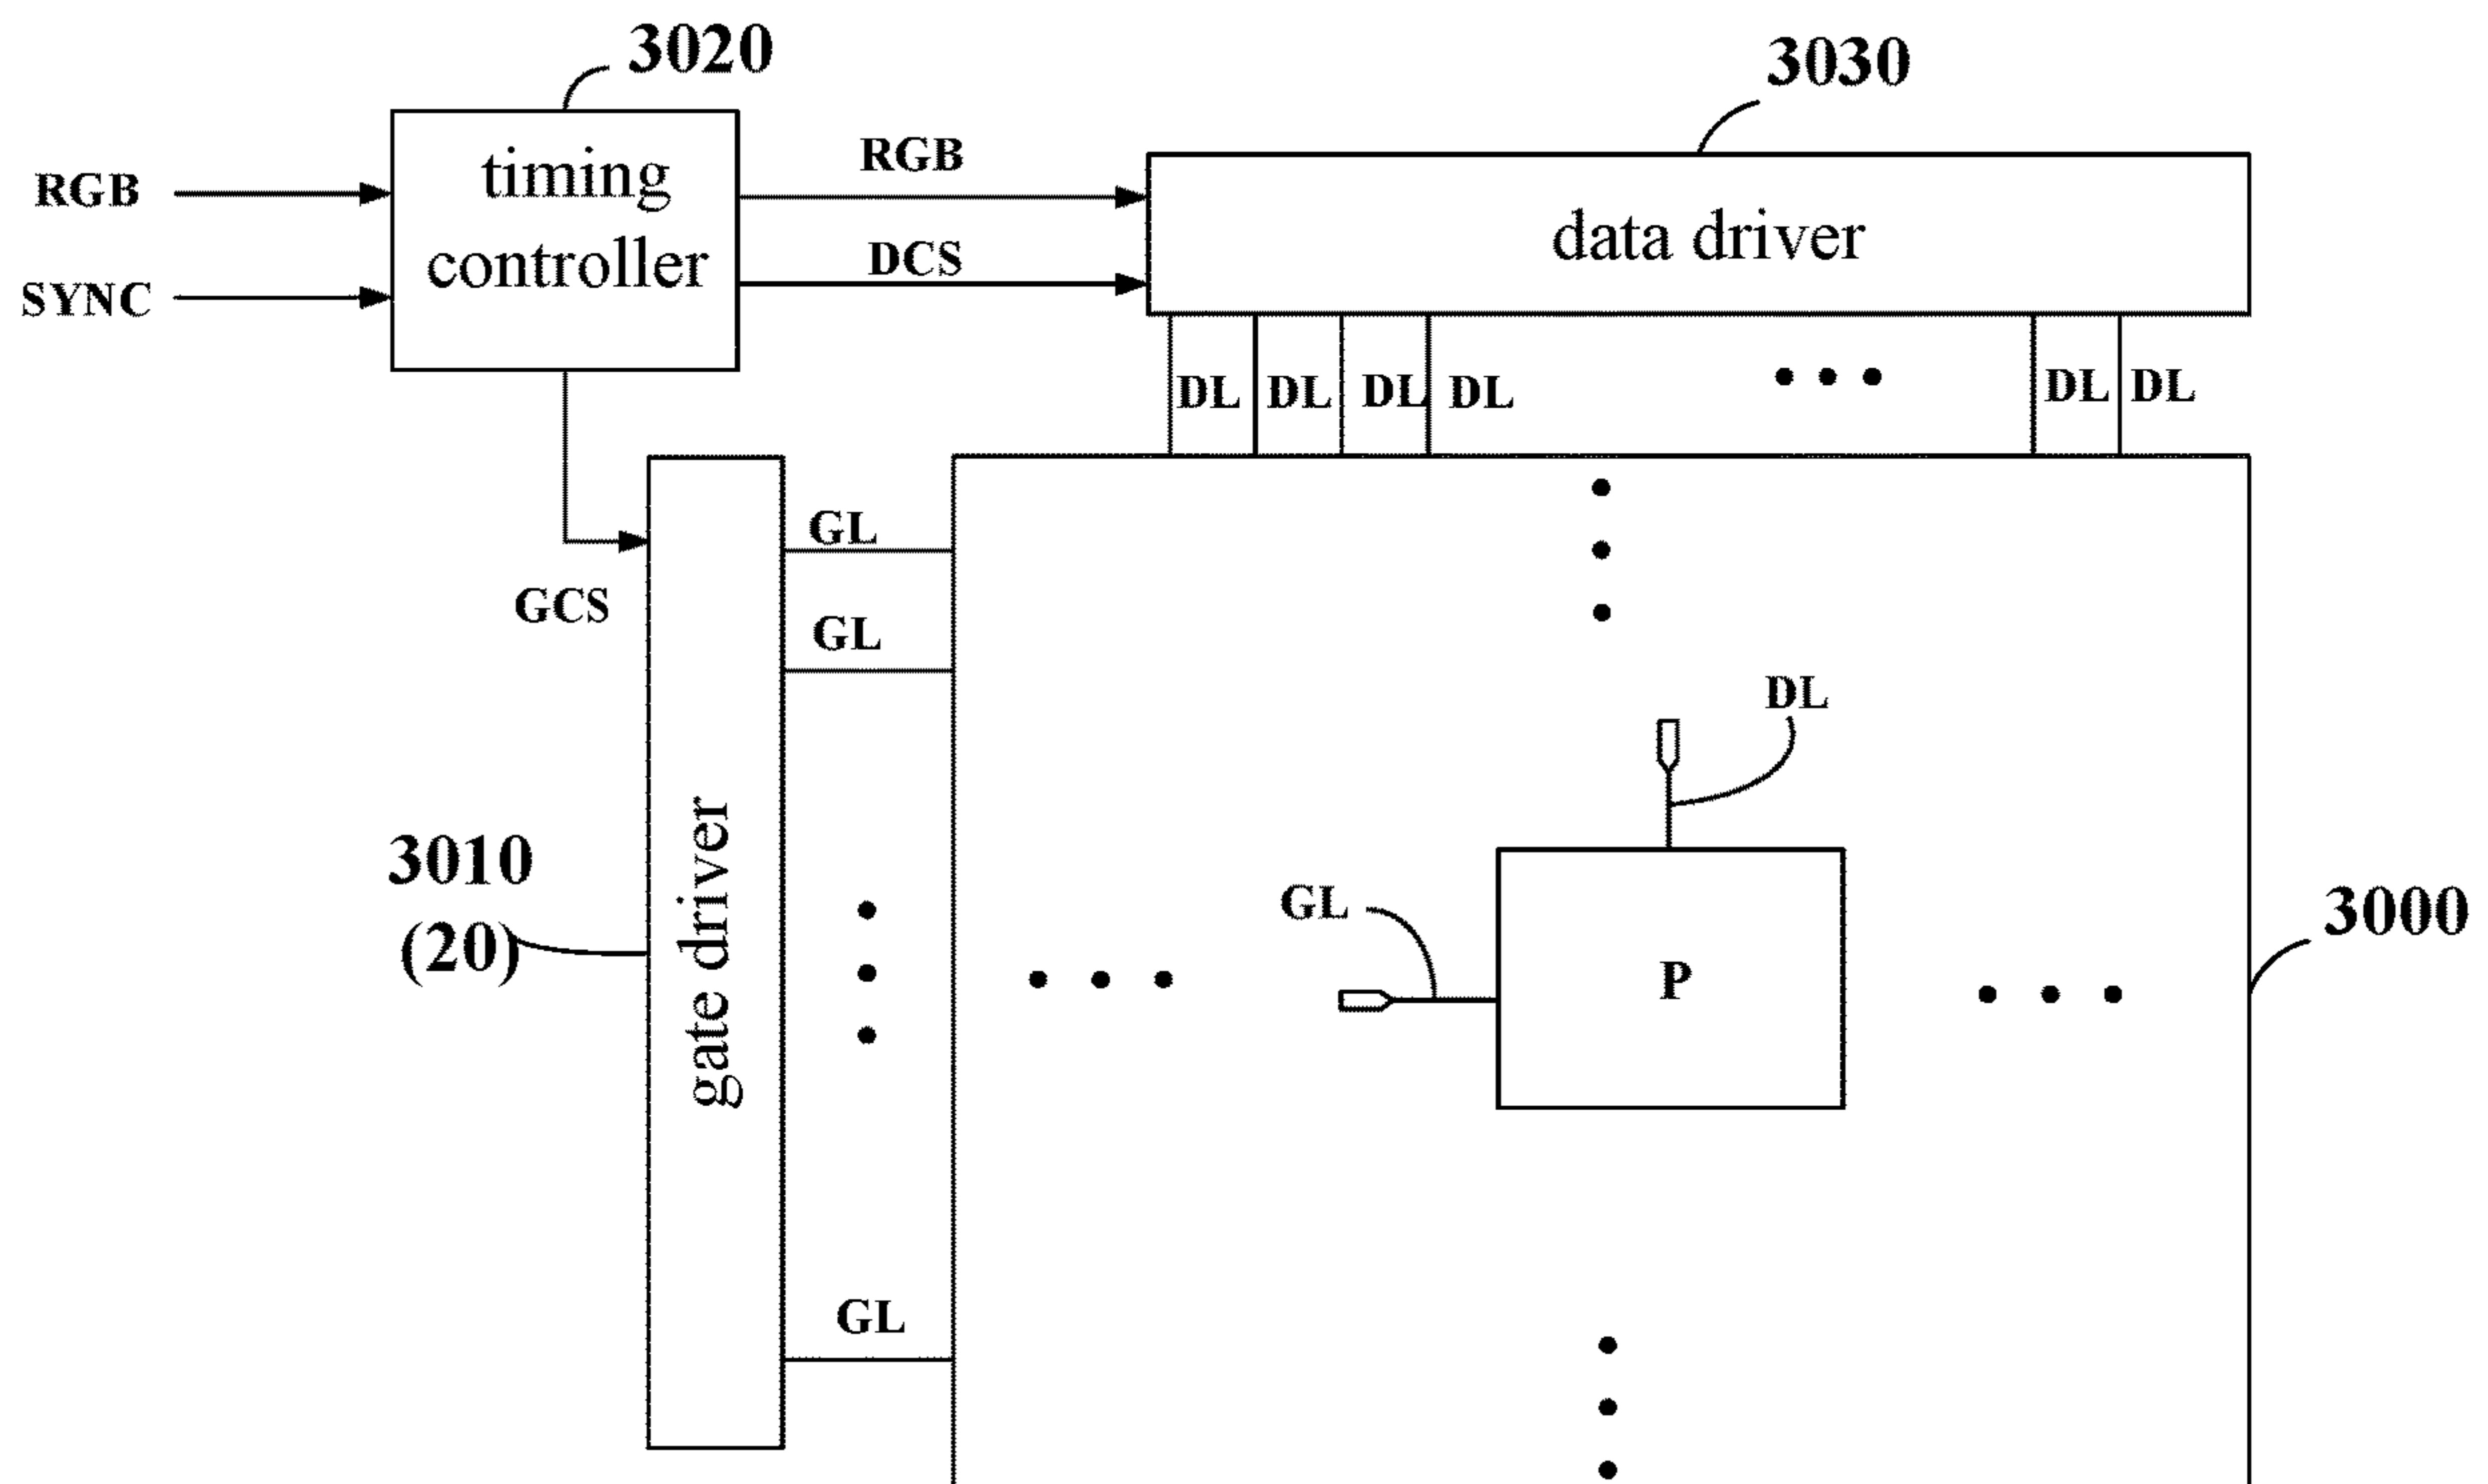 3020
3030
RGB
SYNC
timing
controller
RGB
DCS
data driver
DL DL DL DL DL DL
GCS
GL
GL
DL
3010
(20)
gate driver
GL
P
3000
GL